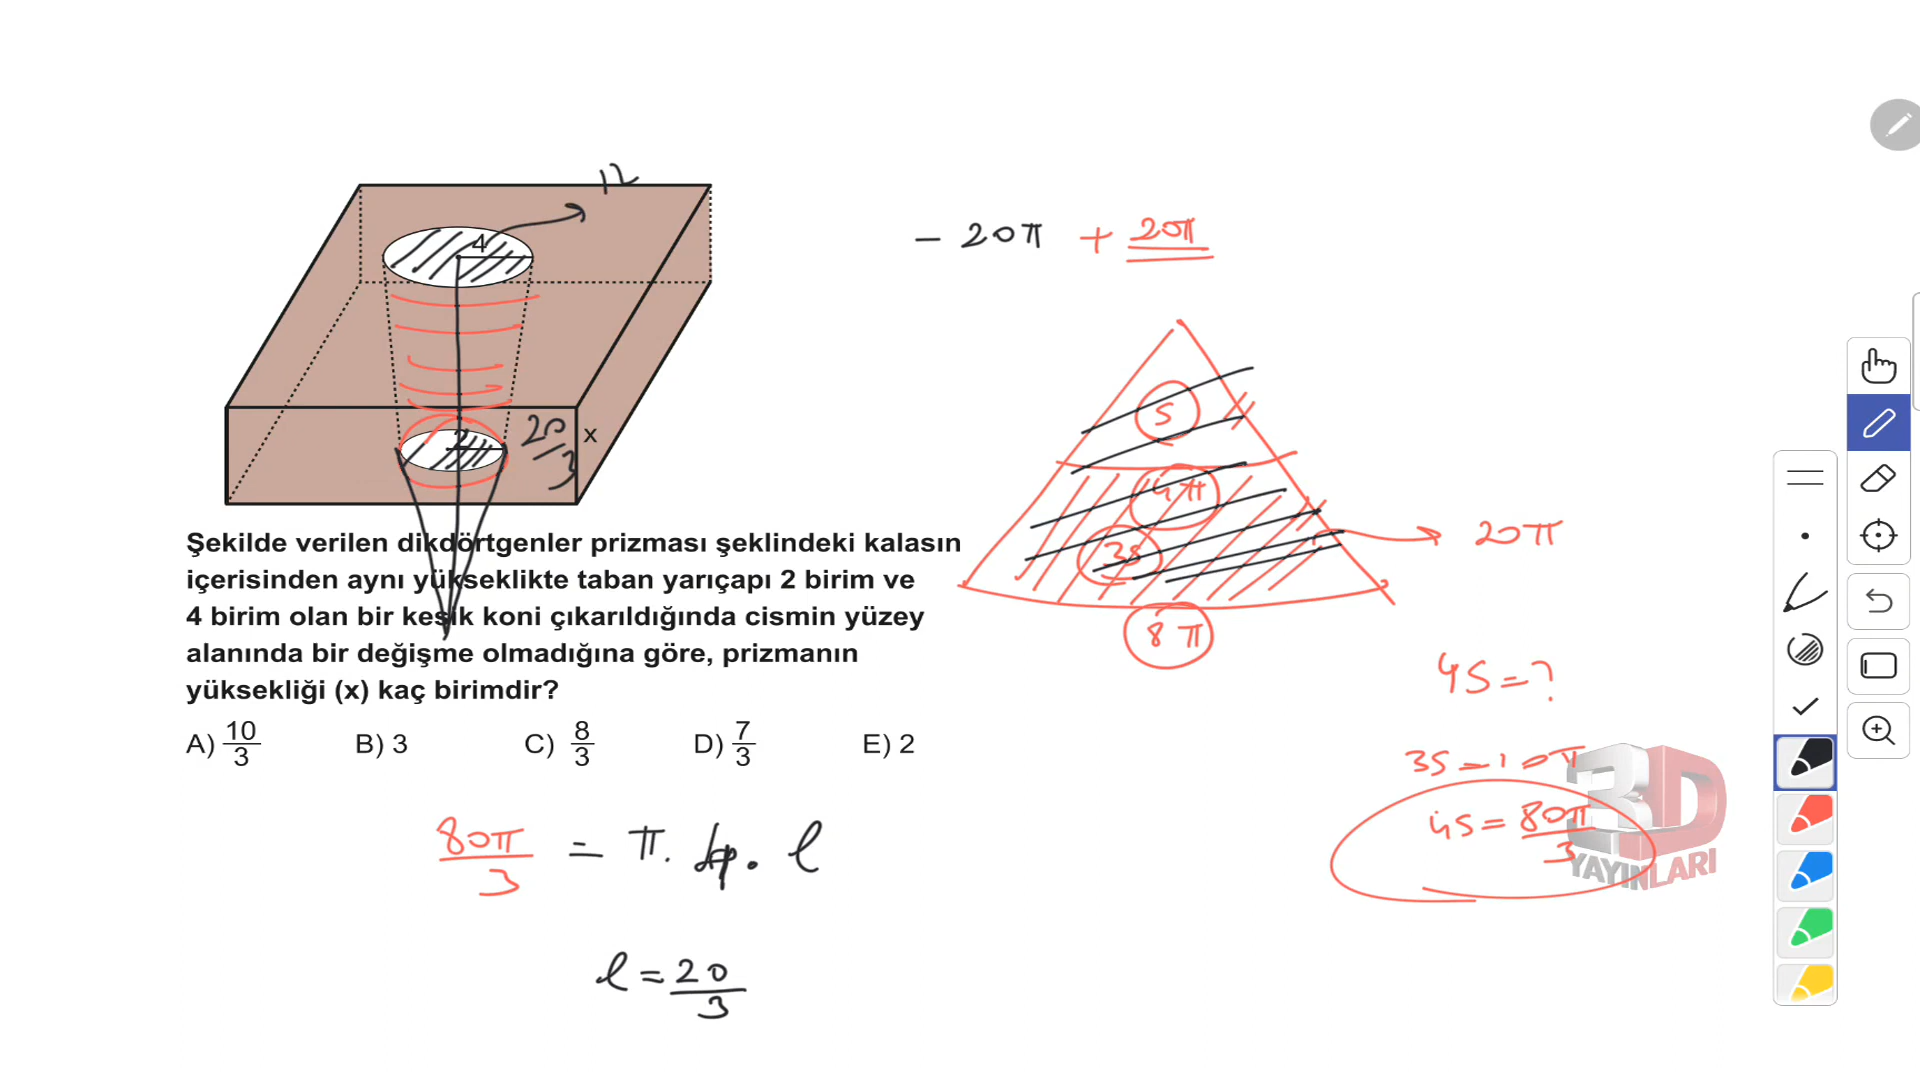 12
4
2
20/3
x
− 20π + 20π
S
4π
3S
8π
20π
Şekilde verilen dikdörtgenler prizması şeklindeki kalasın
içerisinden aynı yükseklikte taban yarıçapı 2 birim ve
4 birim olan bir kesik koni çıkarıldığında cismin yüzey
alanında bir değişme olmadığına göre, prizmanın
yüksekliği (x) kaç birimdir?
A) 10/3 B) 3 C) 8/3 D) 7/3 E) 2
4S = ?
4S = 80π/3
3D
YAYINLARI
80π/3 = π. 4. l
l = 20/3